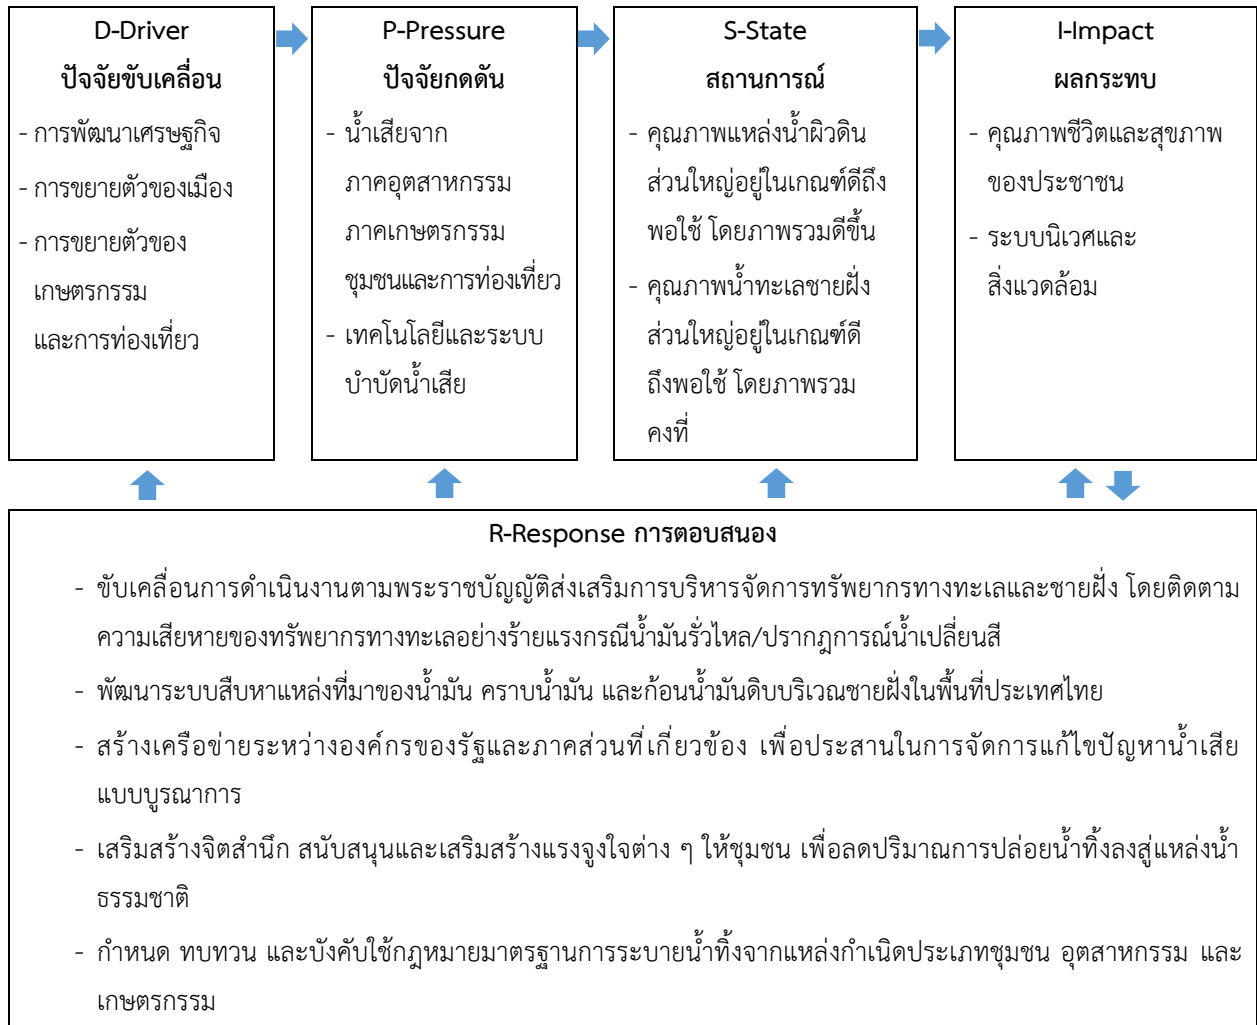 D-Driver
ปัจจัยขับเคลื่อน
- การพัฒนาเศรษฐกิจ
- การขยายตัวของเมือง
- การขยายตัวของ
เกษตรกรรม
และการท่องเที่ยว
P-Pressure
ปัจจัยกดดัน
- น้ำเสียจาก
ภาคอุตสาหกรรม
ภาคเกษตรกรรม
ชุมชนและการท่องเที่ยว
- เทคโนโลยีและระบบ
บำบัดน้ำเสีย
S-State
สถานการณ์
- คุณภาพแหล่งน้ำผิวดิน
ส่วนใหญ่อยู่ในเกณฑ์ดีถึง
พอใช้ โดยภาพรวมดีขึ้น
- คุณภาพน้ำทะเลชายฝั่ง
ส่วนใหญ่อยู่ในเกณฑ์ดี
ถึงพอใช้ โดยภาพรวม
คงที่
I-Impact
ผลกระทบ
- คุณภาพชีวิตและสุขภาพ
ของประชาชน
- ระบบนิเวศและ
สิ่งแวดล้อม
R-Response การตอบสนอง
- ขับเคลื่อนการดำเนินงานตามพระราชบัญญัติส่งเสริมการบริหารจัดการทรัพยากรทางทะเลและชายฝั่ง โดยติดตาม
ความเสียหายของทรัพยากรทางทะเลอย่างร้ายแรงกรณีน้ำมันรั่วไหล/ปรากฏการณ์น้ำเปลี่ยนสี
- พัฒนาระบบสืบหาแหล่งที่มาของน้ำมัน คราบน้ำมัน และก้อนน้ำมันดิบบริเวณชายฝั่งในพื้นที่ประเทศไทย
- สร้างเครือข่ายระหว่างองค์กรของรัฐและภาคส่วนที่เกี่ยวข้อง เพื่อประสานในการจัดการแก้ไขปัญหาน้ำเสีย
แบบบูรณาการ
- เสริมสร้างจิตสำนึก สนับสนุนและเสริมสร้างแรงจูงใจต่าง ๆ ให้ชุมชน เพื่อลดปริมาณการปล่อยน้ำทิ้งลงสู่แหล่งน้ำ
ธรรมชาติ
- กำหนด ทบทวน และบังคับใช้กฎหมายมาตรฐานการระบายน้ำทิ้งจากแหล่งกำเนิดประเภทชุมชน อุตสาหกรรม และ
เกษตรกรรม